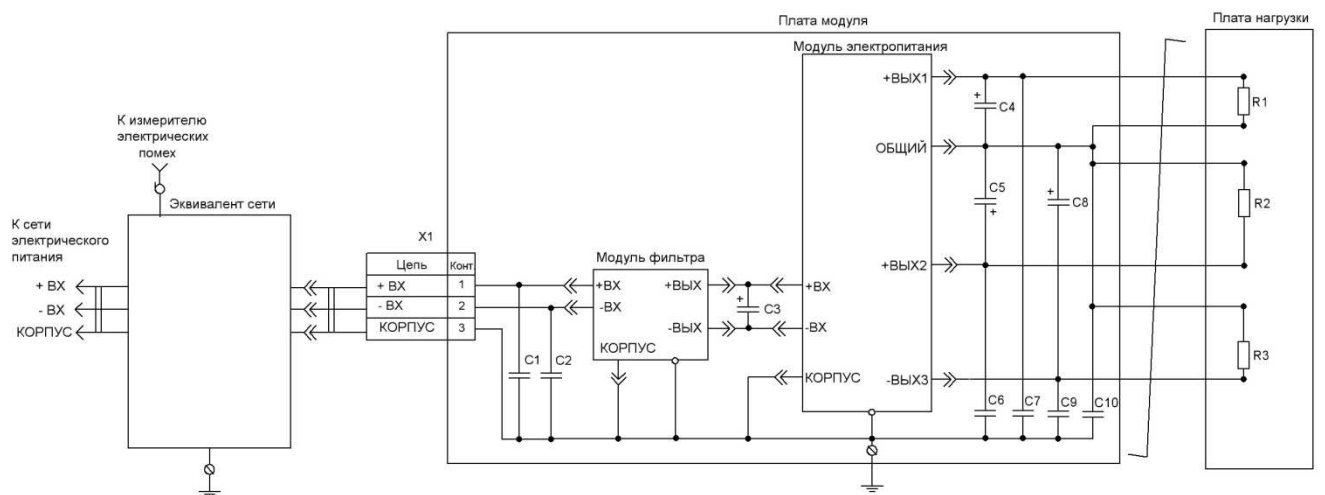 Плата модуля
Плата нагрузки
Модуль электропитания
+ВЫХ1
+
C4
R1
К измерителю
электрических
помех
ОБЩИЙ
Эквивалент сети
C5
+
+
C8
R2
К сети
электрического
питания
X1
Модуль фильтра
Цепь
Конт
+ВЫХ2
+ ВХ
+ ВХ
1
+ВХ
+ВЫХ
+ВХ
- ВХ
- ВХ
2
-ВХ
+
C3
КОРПУС
КОРПУС
3
-ВЫХ
-ВХ
КОРПУС
R3
C1
C2
КОРПУС
-ВЫХ3
C6
C7
C9
C10